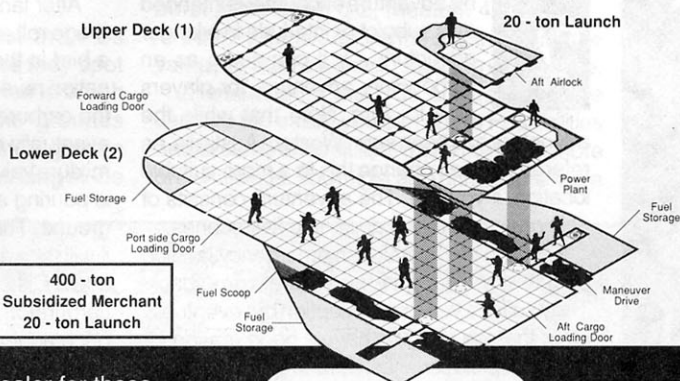 Upper Deck (1)
20 - ton Launch
Aft Airlock
Forward Cargo
Loading Door
Lower Deck (2)
Power
Plant
Fuel Storage
Fuel
Storage
Port side Cargo
Loading Door
Maneuver
Drive
400 - ton
Subsidized Merchant
20 - ton Launch
Fuel Scoop
Fuel
Storage
Aft Cargo
Loading Door
for those